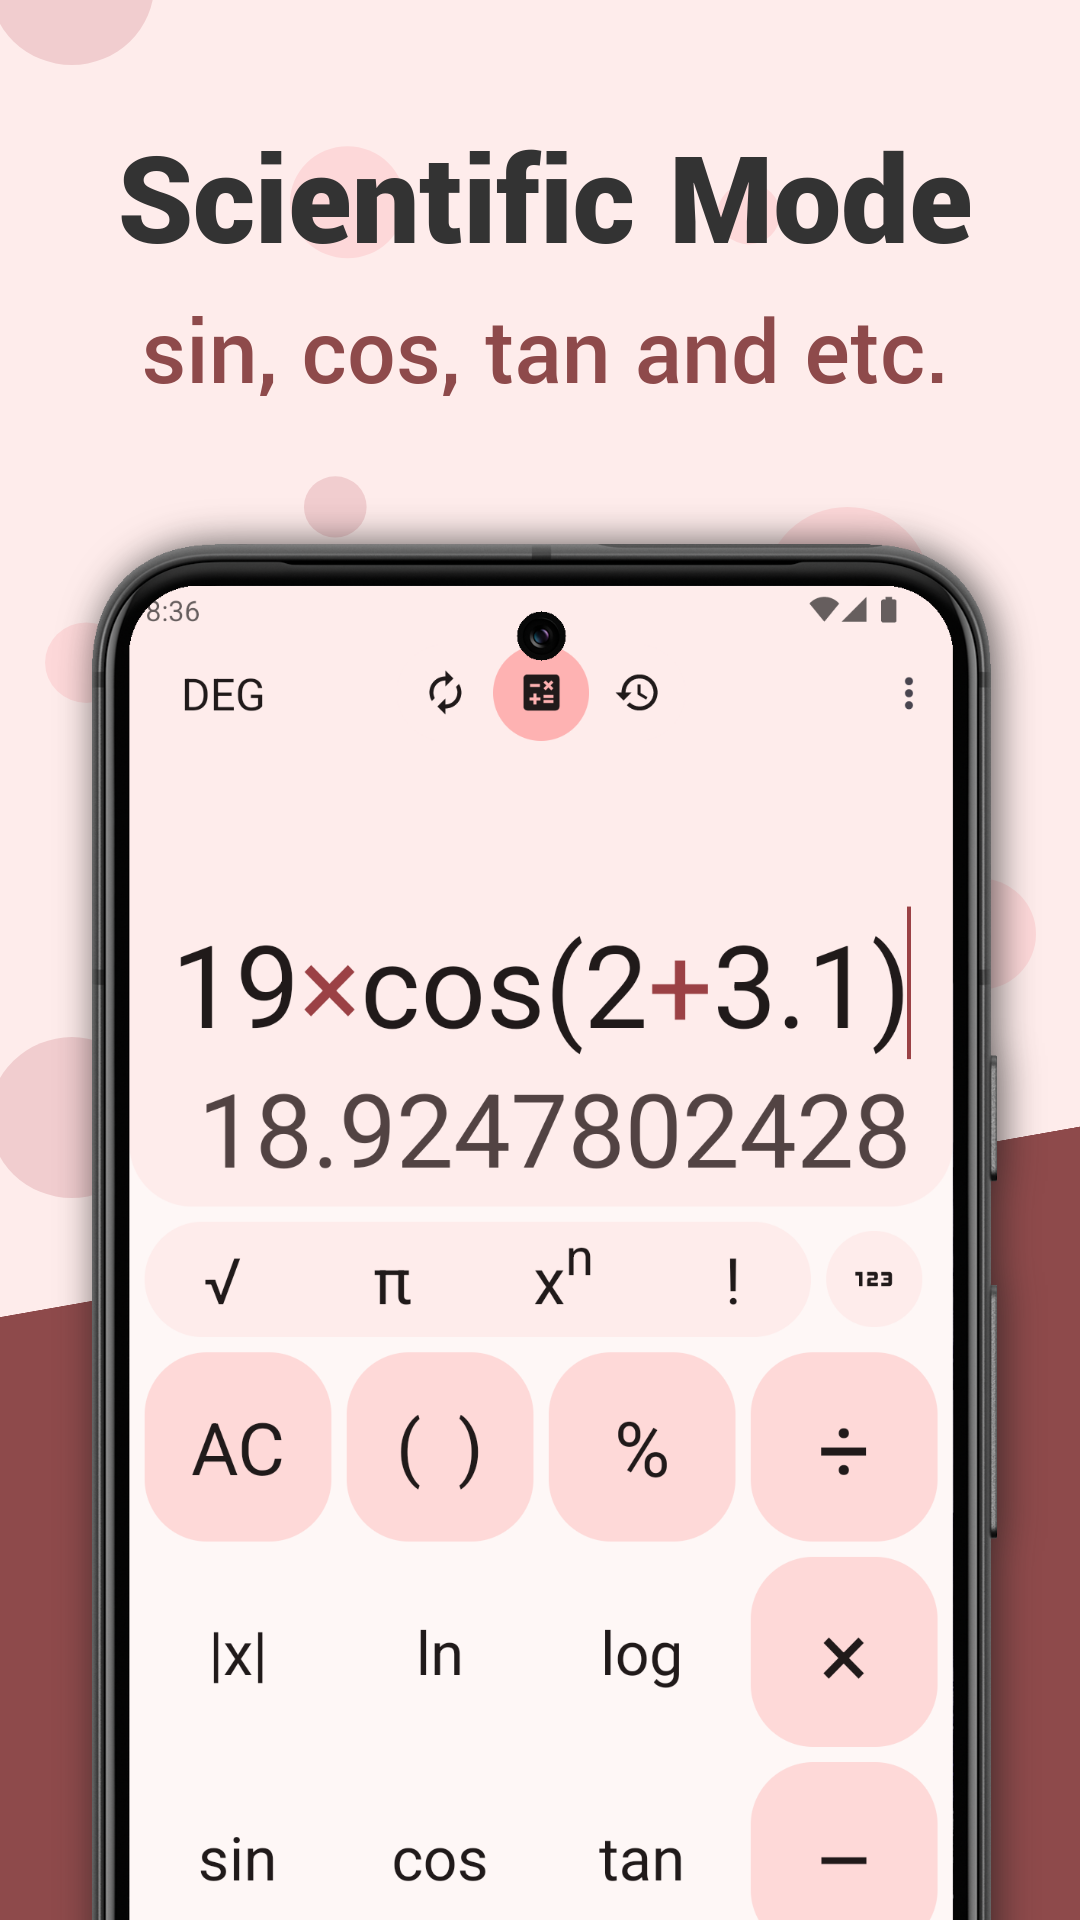 Scientific Mode
sin, cos, tan and etc.
8:36
DEG
19×cos(2+3.1)
18.9247802428
√ π xⁿ ! 123
AC ( ) % ÷
|x| ln log ×
sin cos tan −